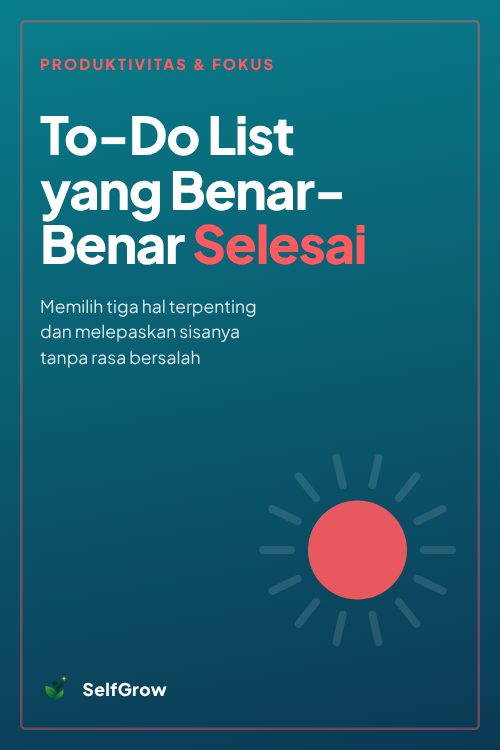 PRODUKTIVITAS & FOKUS
To-Do List
yang Benar-
Benar Selesai
Memilih tiga hal terpenting
dan melepaskan sisanya
tanpa rasa bersalah
SelfGrow